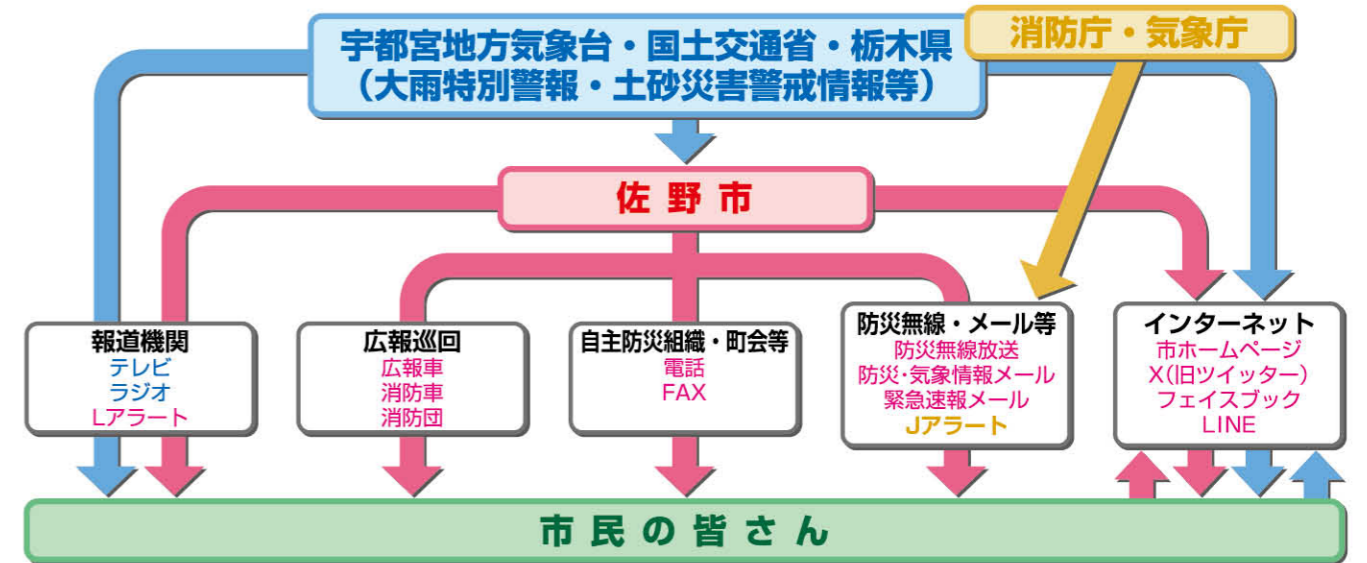 消防庁・気象庁
宇都宮地方気象台・国土交通省・栃木県
（大雨特別警報・土砂災害警戒情報等）
佐野市
報道機関
テレビ
ラジオ
Lアラート
広報巡回
広報車
消防車
消防団
自主防災組織・町会等
電話
FAX
防災無線・メール等
防災無線放送
防災・気象情報メール
緊急速報メール
Jアラート
インターネット
市ホームページ
X(旧ツイッター)
フェイスブック
LINE
市民の皆さん